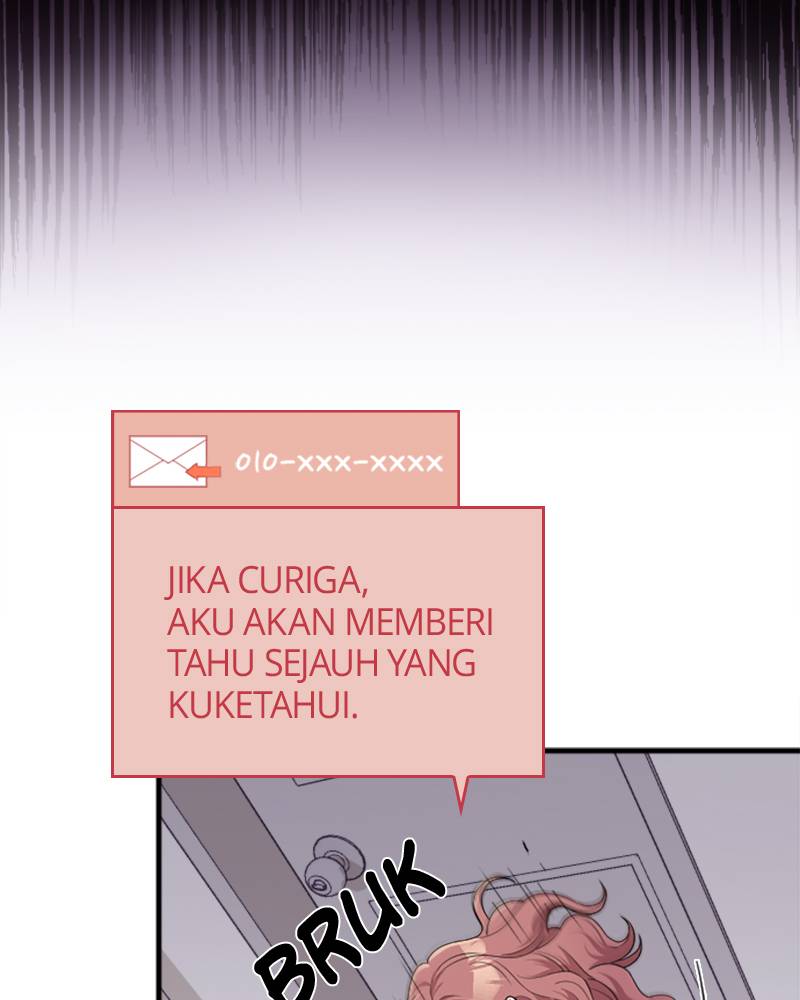 010-xxx-xxxx
JIKA CURIGA,
AKU AKAN MEMBERI
TAHU SEJAUH YANG
KUKETAHUI.
BRUK